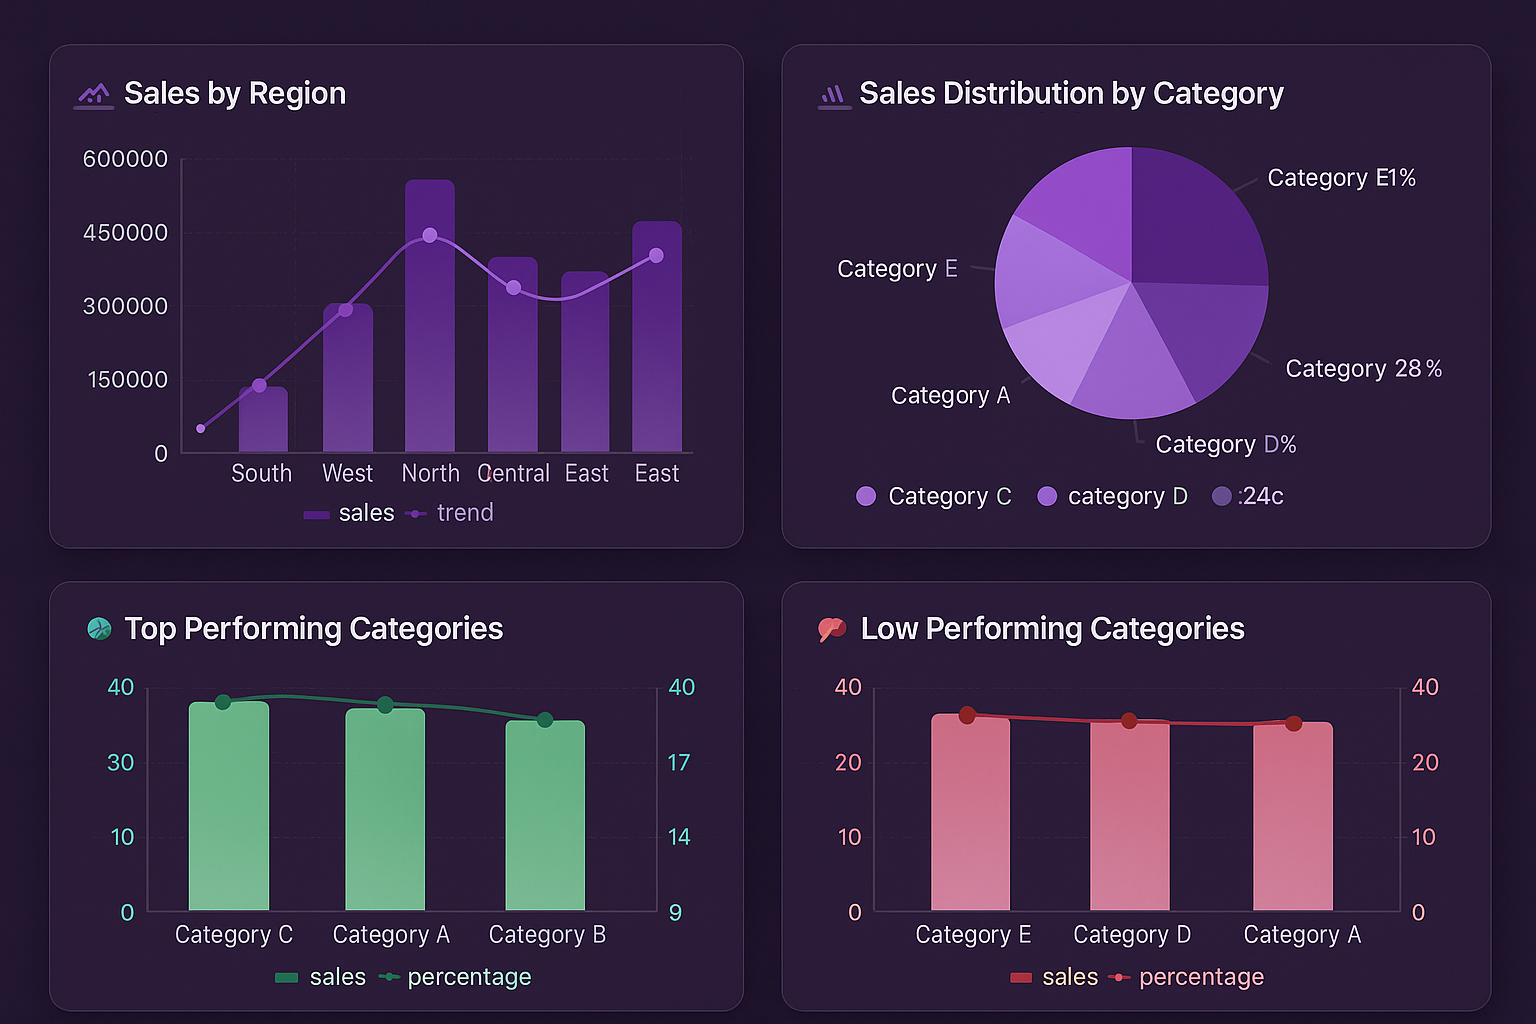 Sales by Region
600000
450000
300000
150000
0
South West North Central East East
sales trend
Sales Distribution by Category
Category E1%
Category E
Category 28%
Category A
Category D%
Category C category D :24c
Top Performing Categories
40 40
30 17
10 14
0 9
Category C Category A Category B
sales percentage
Low Performing Categories
40 40
20 20
10 10
0 0
Category E Category D Category A
sales percentage